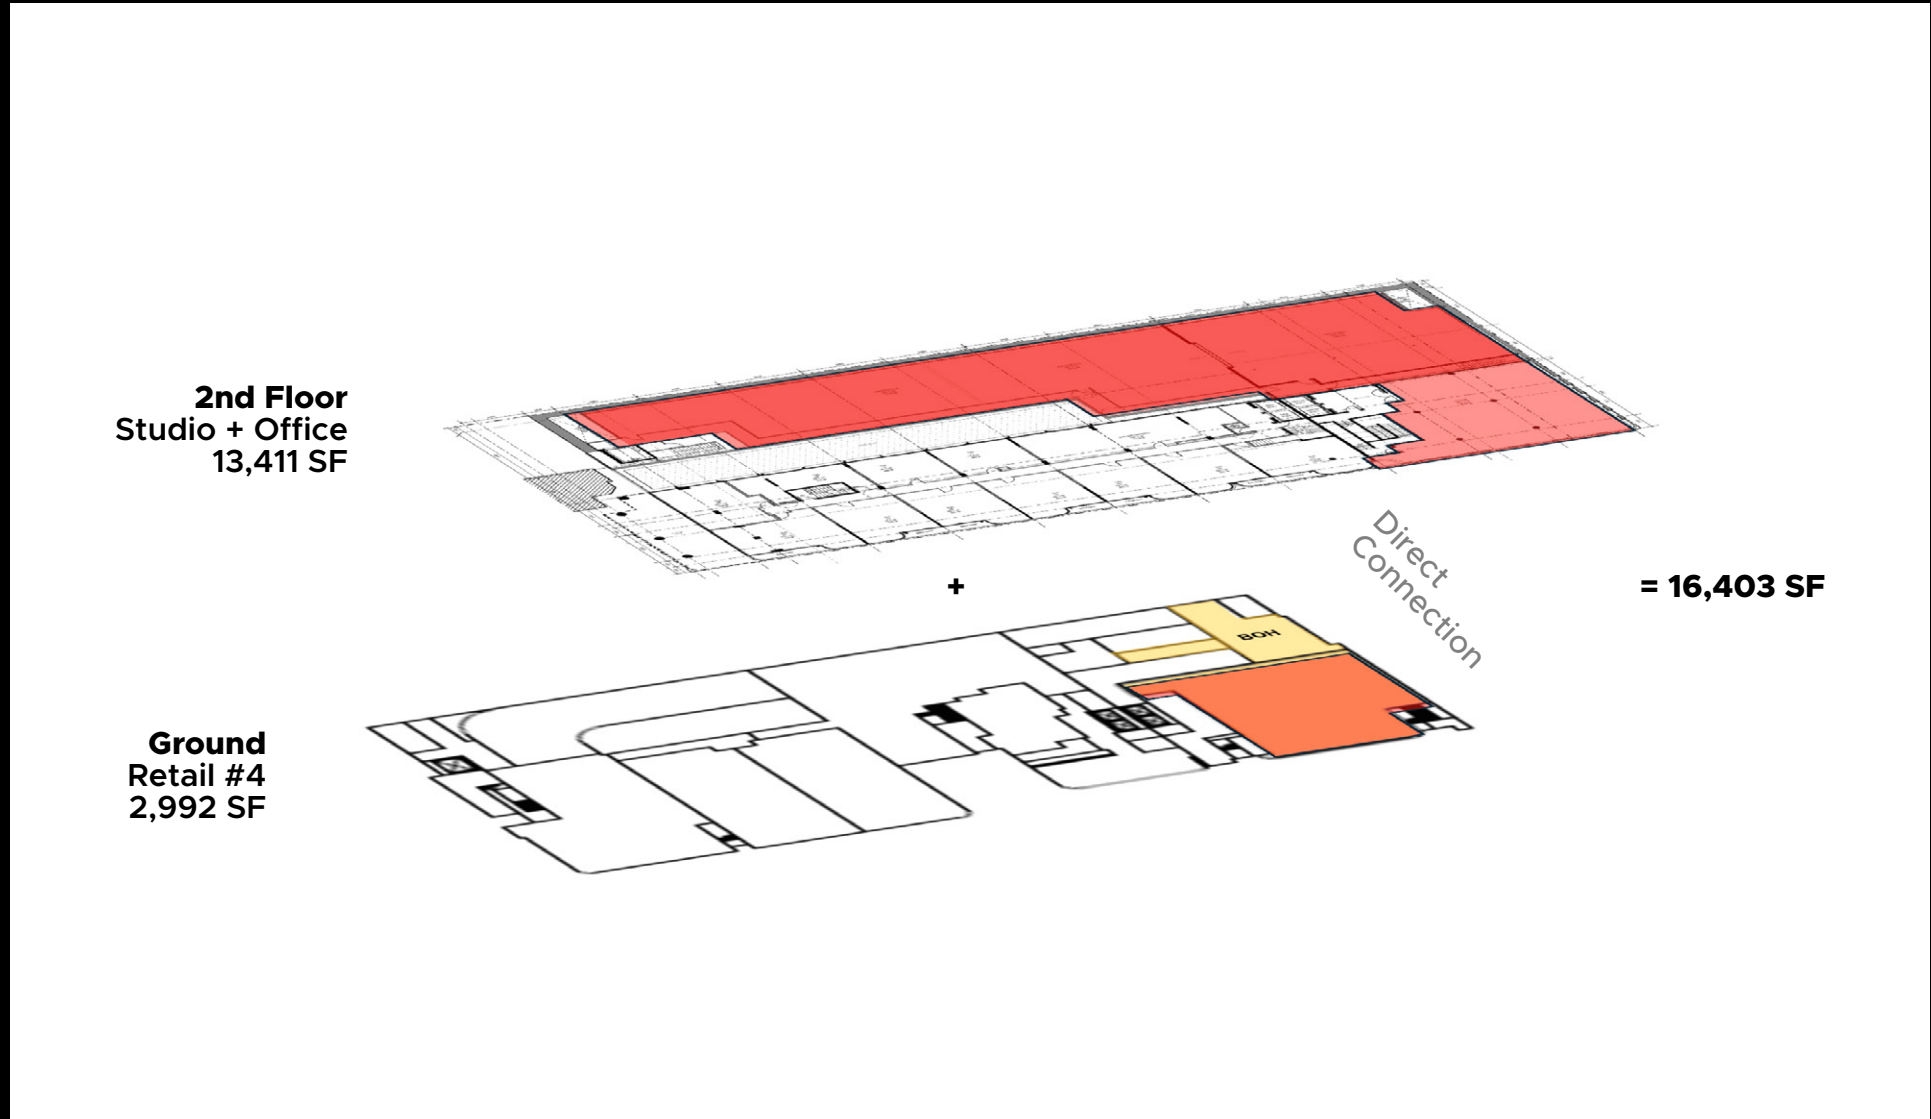 2nd Floor
Studio + Office
13,411 SF
Direct
Connection
+
= 16,403 SF
BOH
Ground
Retail #4
2,992 SF